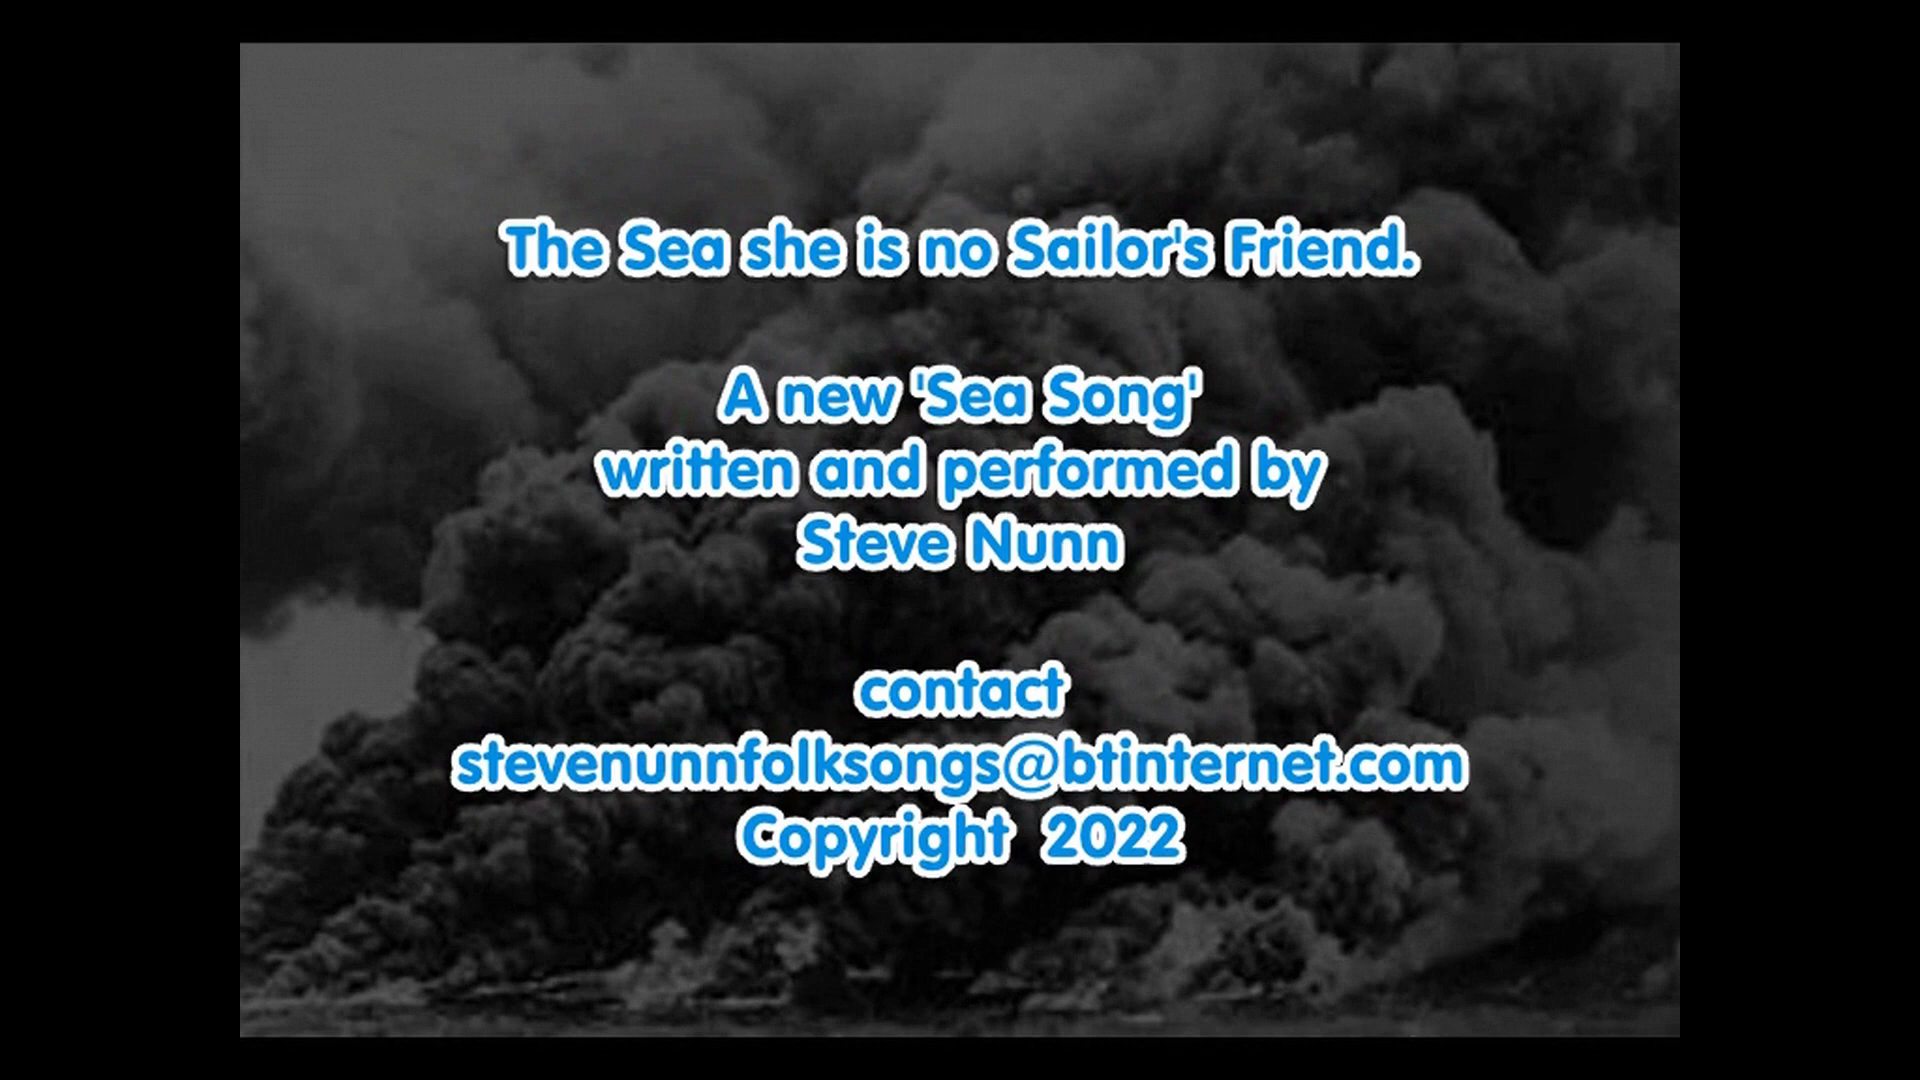 The Sea she is no Sailor's Friend.
A new 'Sea Song'
written and performed by
Steve Nunn
contact
stevenunnfolksongs@btinternet.com
Copyright  2022